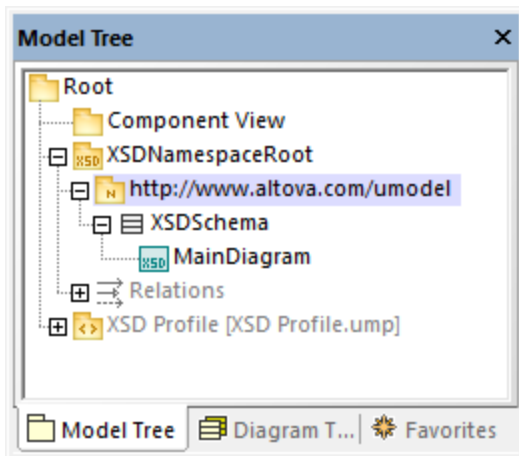 Model Tree
Root
Component View
XSD XSDNamespaceRoot
N http://www.altova.com/umodel
XSDSchema
XSD MainDiagram
Relations
XSD Profile [XSD Profile.ump]
Model Tree Diagram T... Favorites